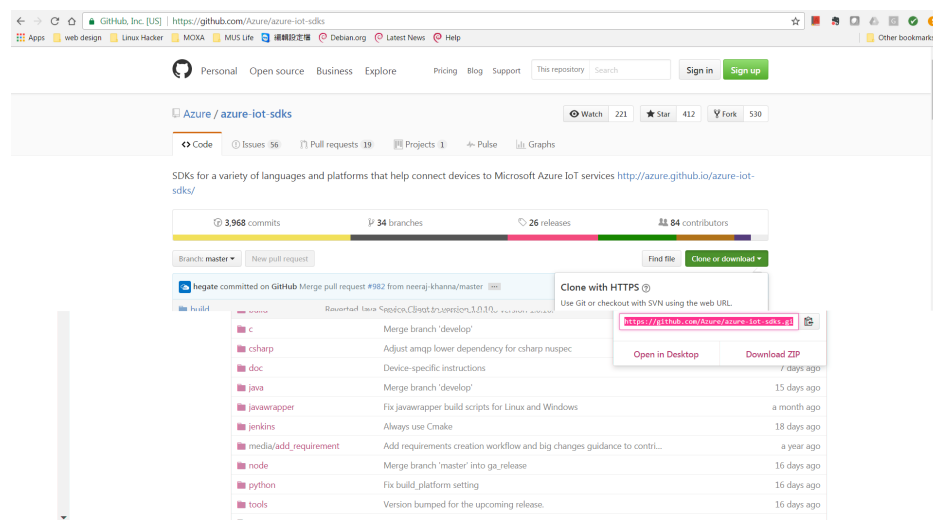 GitHub, Inc. [US] https://github.com/Azure/azure-iot-sdks
Apps web design Linux Hacker MOXA MUS Life 編輯設定檔 Debian.org Latest News Help Other bookmarks
Personal Open source Business Explore Pricing Blog Support This repository Search Sign in Sign up
Azure / azure-iot-sdks Watch 221 Star 412 Fork 530
Code Issues 56 Pull requests 19 Projects 1 Pulse Graphs
SDKs for a variety of languages and platforms that help connect devices to Microsoft Azure IoT services http://azure.github.io/azure-iot-
sdks/
3,968 commits 34 branches 26 releases 84 contributors
Branch: master New pull request Find file Clone or download
hegate committed on GitHub Merge pull request #982 from neeraj-khanna/master ...
Clone with HTTPS
Use Git or checkout with SVN using the web URL.
build Reverted Java Service Client to version 1.0.10
https://github.com/Azure/azure-iot-sdks.gi
c Merge branch 'develop'
Open in Desktop Download ZIP
csharp Adjust amqp lower dependency for csharp nuspec
doc Device-specific instructions 7 days ago
java Merge branch 'develop' 15 days ago
javawrapper Fix javawrapper build scripts for Linux and Windows a month ago
jenkins Always use Cmake 18 days ago
media/add_requirement Add requirements creation workflow and big changes guidance to contri... a year ago
node Merge branch 'master' into ga_release 16 days ago
python Fix build_platform setting 16 days ago
tools Version bumped for the upcoming release. 16 days ago